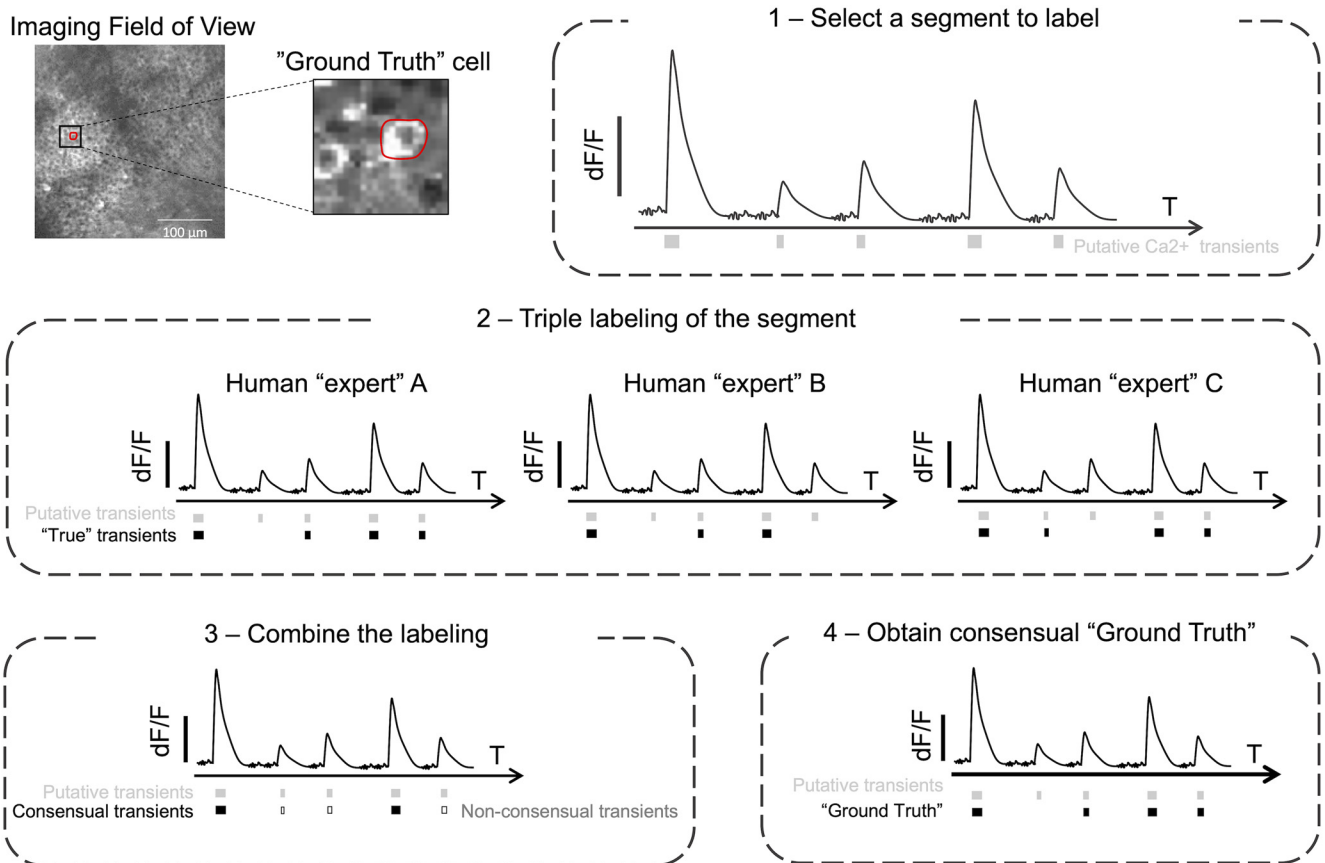 Imaging Field of View
"Ground Truth" cell
100 µm
1 – Select a segment to label
dF/F
T
Putative Ca2+ transients
2 – Triple labeling of the segment
Human “expert” A
dF/F
T
Putative transients
“True” transients
Human “expert” B
dF/F
T
Human “expert” C
dF/F
T
3 – Combine the labeling
dF/F
T
Putative transients
Consensual transients
Non-consensual transients
4 – Obtain consensual “Ground Truth”
dF/F
T
Putative transients
“Ground Truth”